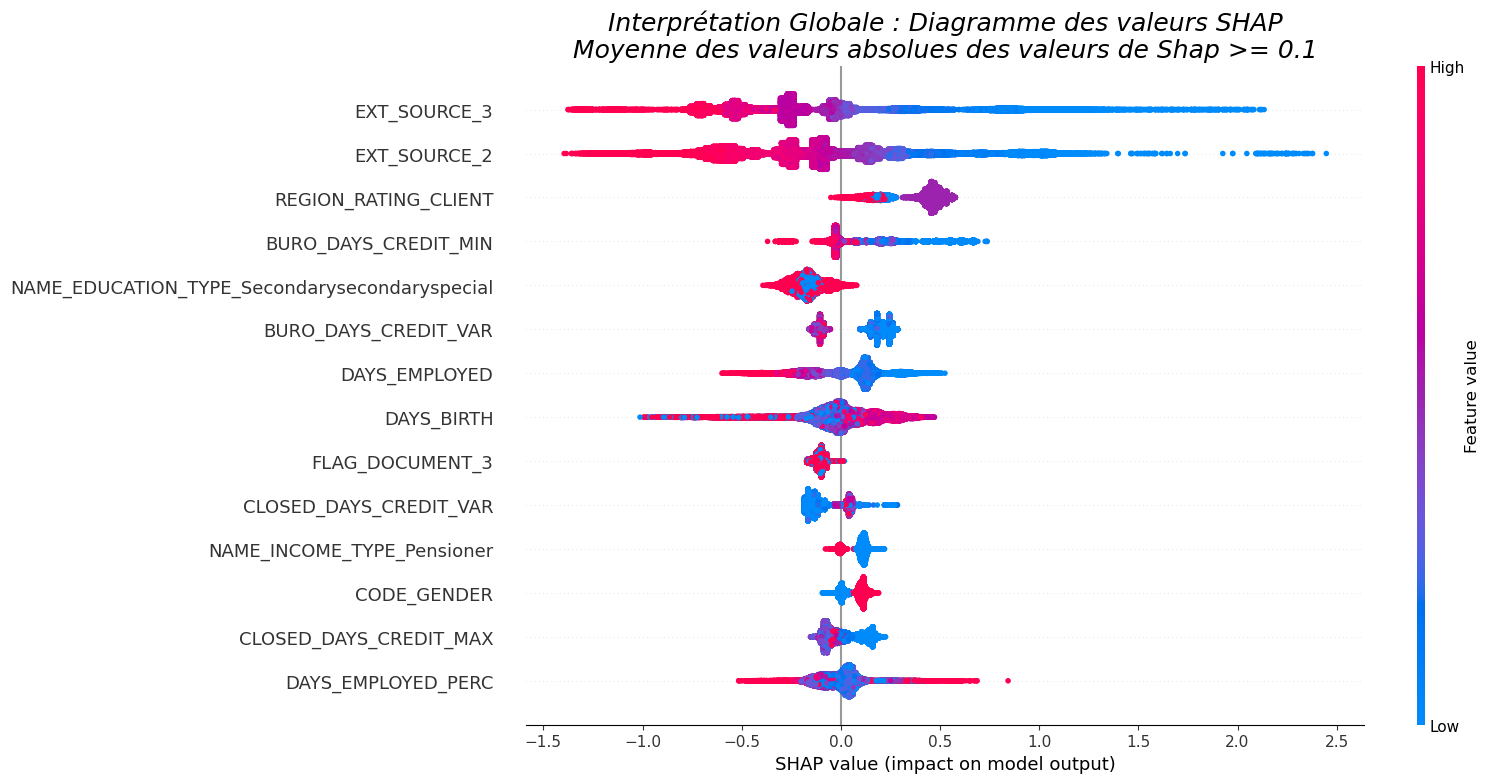 Interprétation Globale : Diagramme des valeurs SHAP
Moyenne des valeurs absolues des valeurs de Shap >= 0.1
High
EXT_SOURCE_3
EXT_SOURCE_2
REGION_RATING_CLIENT
BURO_DAYS_CREDIT_MIN
NAME_EDUCATION_TYPE_Secondarysecondaryspecial
BURO_DAYS_CREDIT_VAR
DAYS_EMPLOYED
DAYS_BIRTH
FLAG_DOCUMENT_3
CLOSED_DAYS_CREDIT_VAR
NAME_INCOME_TYPE_Pensioner
CODE_GENDER
CLOSED_DAYS_CREDIT_MAX
DAYS_EMPLOYED_PERC
Feature value
Low
−1.5 −1.0 −0.5 0.0 0.5 1.0 1.5 2.0 2.5
SHAP value (impact on model output)